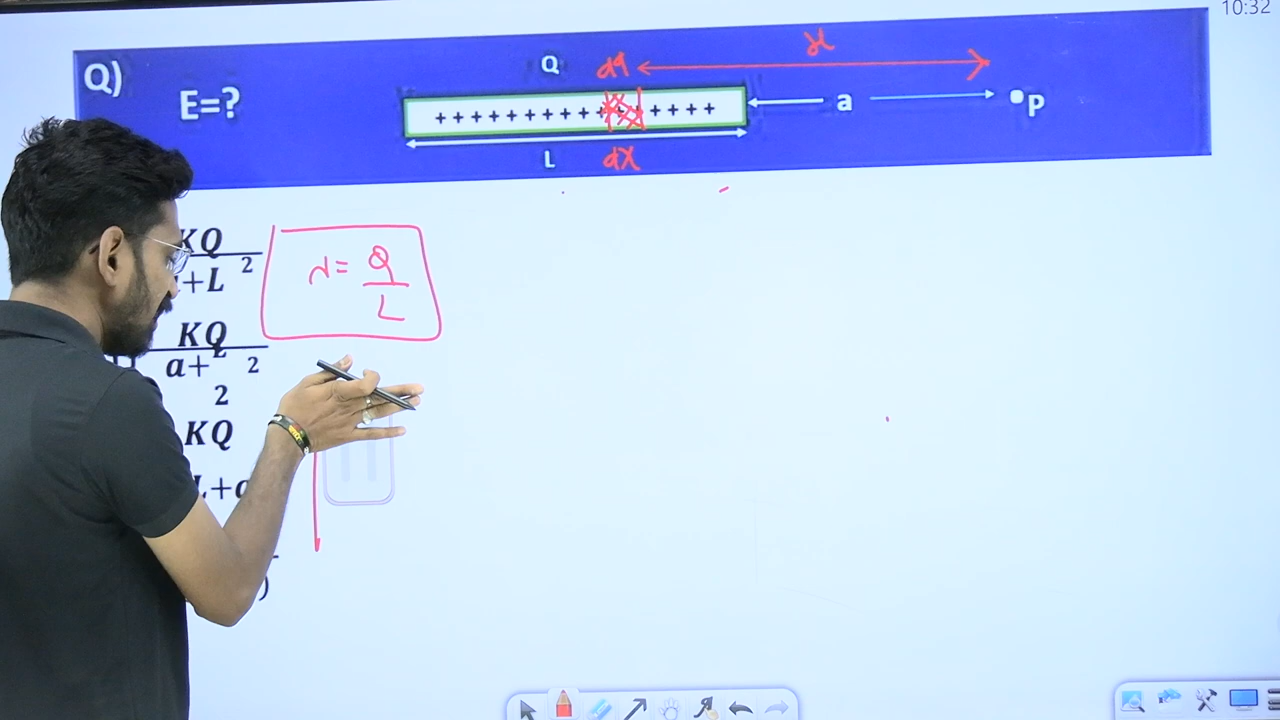 10:32
Q)
E=?
Q dq x
+ + + + + + + + + + + + + + + + +
a
P
L dX
KQ
+L 2
λ = Q
L
KQ
a+ L 2
2
KQ
L+a
)